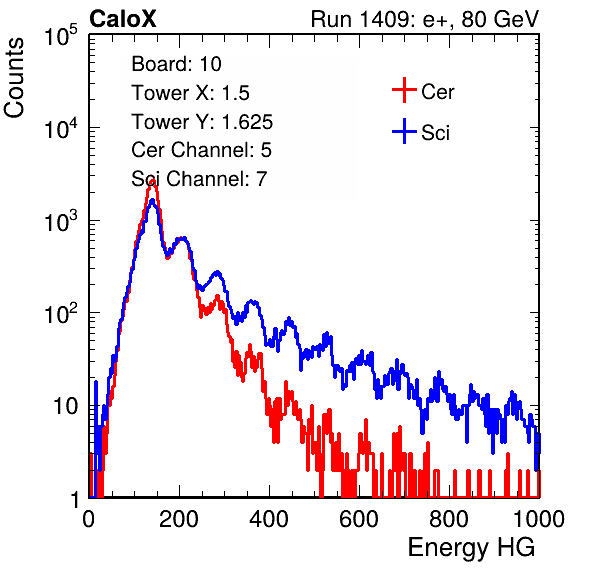 CaloX Run 1409: e+, 80 GeV
Counts
10^5
10^4
10^3
10^2
10
1
Board: 10
Tower X: 1.5
Tower Y: 1.625
Cer Channel: 5
Sci Channel: 7
Cer
Sci
0 200 400 600 800 1000
Energy HG